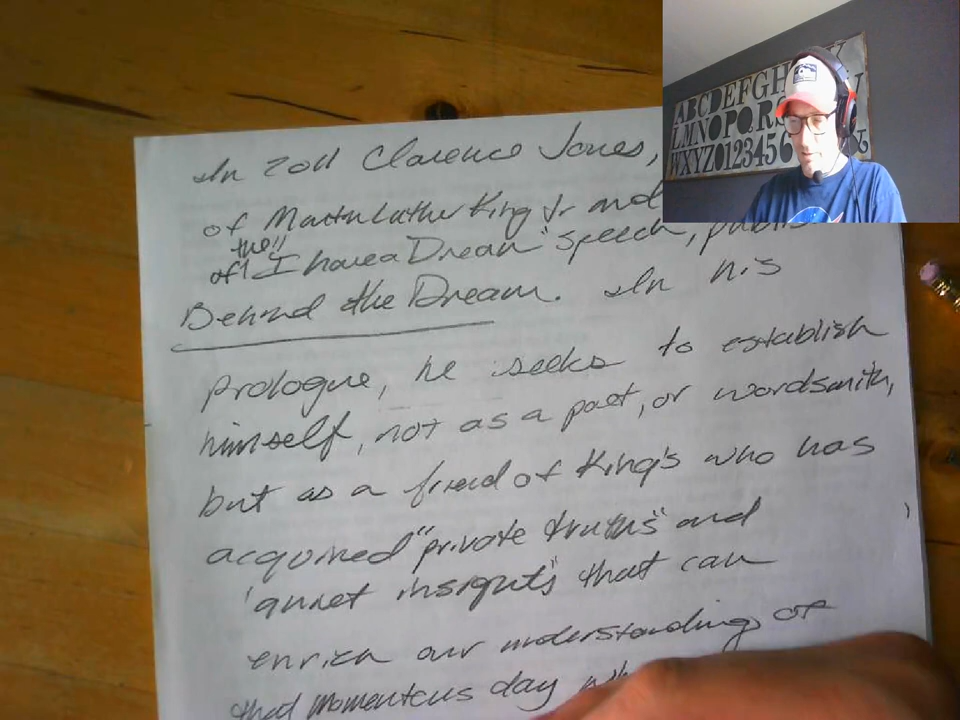 ABCDEFGH
LMNOPQRS
WXYZ0123456
In 2011 Clarence Jones,
of Martin Luther King Jr and
the
of "I have a Dream" speech, publis
Behind the Dream. In his
prologue, he seeks to establish
himself, not as a poet, or wordsmith,
but as a friend of King's who has
acquired "private truths" and
'quiet insights' that can
enrich our understanding of
that momentous day